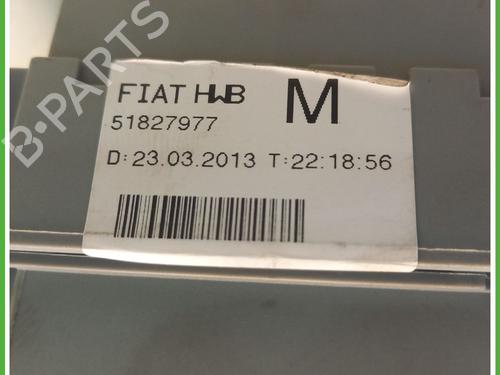 B-PARTS
FIAT HWB M
51827977
D:23.03.2013 T:22:18:56